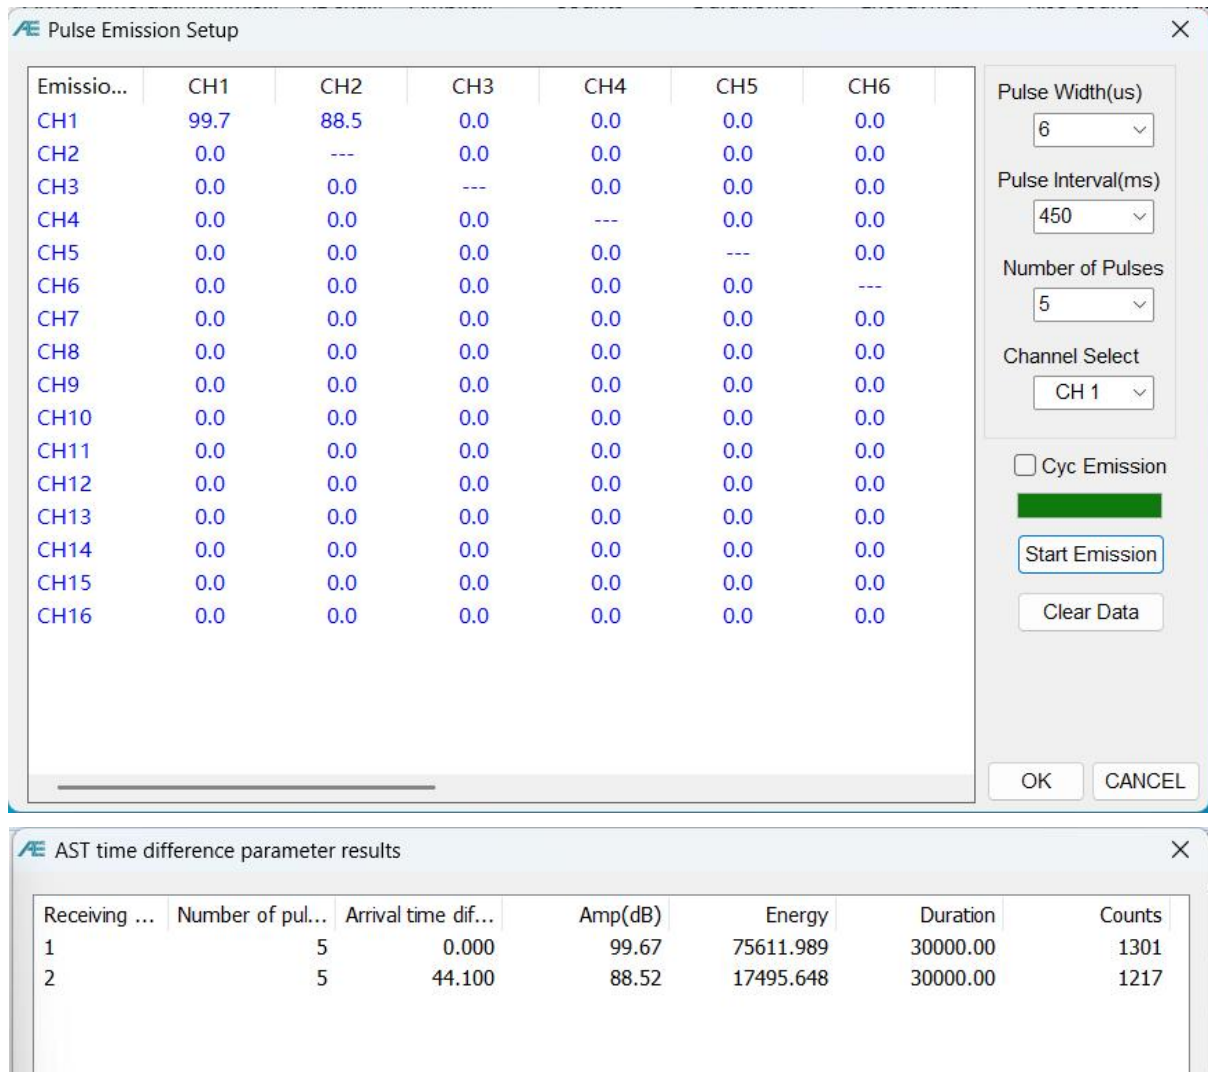 Pulse Emission Setup
Emissio... CH1 CH2 CH3 CH4 CH5 CH6
CH1 99.7 88.5 0.0 0.0 0.0 0.0
CH2 0.0 --- 0.0 0.0 0.0 0.0
CH3 0.0 0.0 --- 0.0 0.0 0.0
CH4 0.0 0.0 0.0 --- 0.0 0.0
CH5 0.0 0.0 0.0 0.0 --- 0.0
CH6 0.0 0.0 0.0 0.0 0.0 ---
CH7 0.0 0.0 0.0 0.0 0.0 0.0
CH8 0.0 0.0 0.0 0.0 0.0 0.0
CH9 0.0 0.0 0.0 0.0 0.0 0.0
CH10 0.0 0.0 0.0 0.0 0.0 0.0
CH11 0.0 0.0 0.0 0.0 0.0 0.0
CH12 0.0 0.0 0.0 0.0 0.0 0.0
CH13 0.0 0.0 0.0 0.0 0.0 0.0
CH14 0.0 0.0 0.0 0.0 0.0 0.0
CH15 0.0 0.0 0.0 0.0 0.0 0.0
CH16 0.0 0.0 0.0 0.0 0.0 0.0
Pulse Width(us)
6
Pulse Interval(ms)
450
Number of Pulses
5
Channel Select
CH 1
Cyc Emission
Start Emission
Clear Data
OK CANCEL
AST time difference parameter results
Receiving ... Number of pul... Arrival time dif... Amp(dB) Energy Duration Counts
1 5 0.000 99.67 75611.989 30000.00 1301
2 5 44.100 88.52 17495.648 30000.00 1217